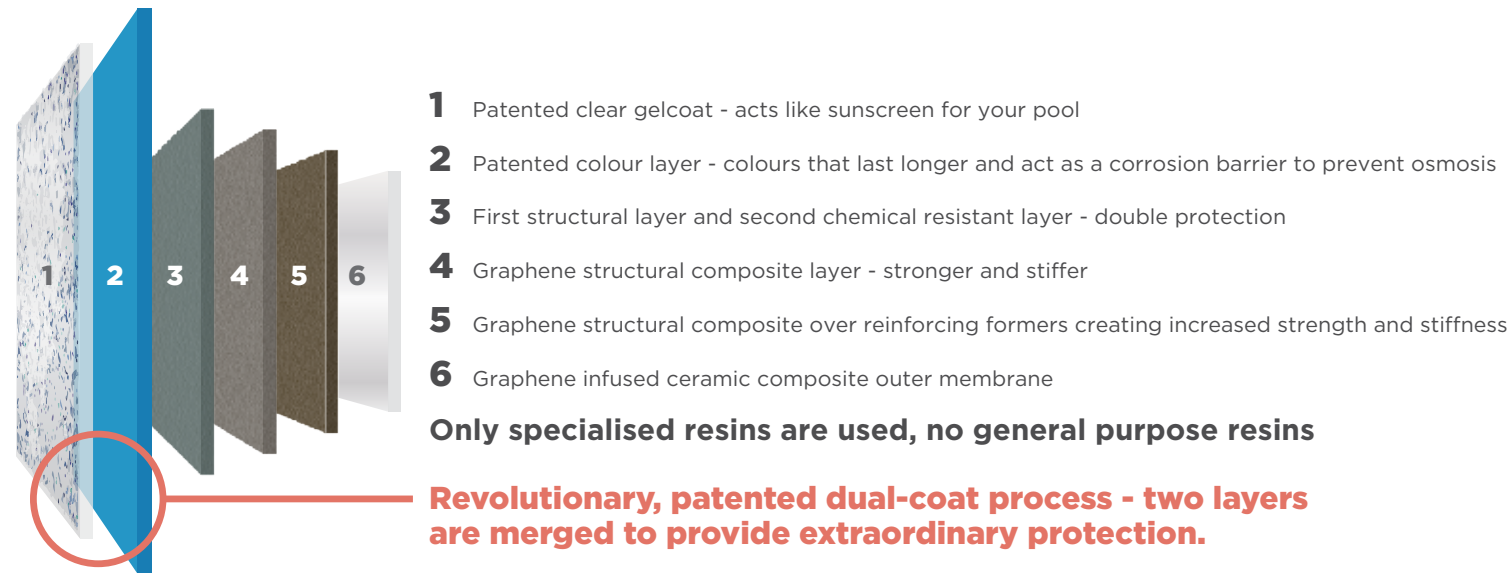 1 2 3 4 5 6
1 Patented clear gelcoat - acts like sunscreen for your pool
2 Patented colour layer - colours that last longer and act as a corrosion barrier to prevent osmosis
3 First structural layer and second chemical resistant layer - double protection
4 Graphene structural composite layer - stronger and stiffer
5 Graphene structural composite over reinforcing formers creating increased strength and stiffness
6 Graphene infused ceramic composite outer membrane
Only specialised resins are used, no general purpose resins
Revolutionary, patented dual-coat process - two layers
are merged to provide extraordinary protection.